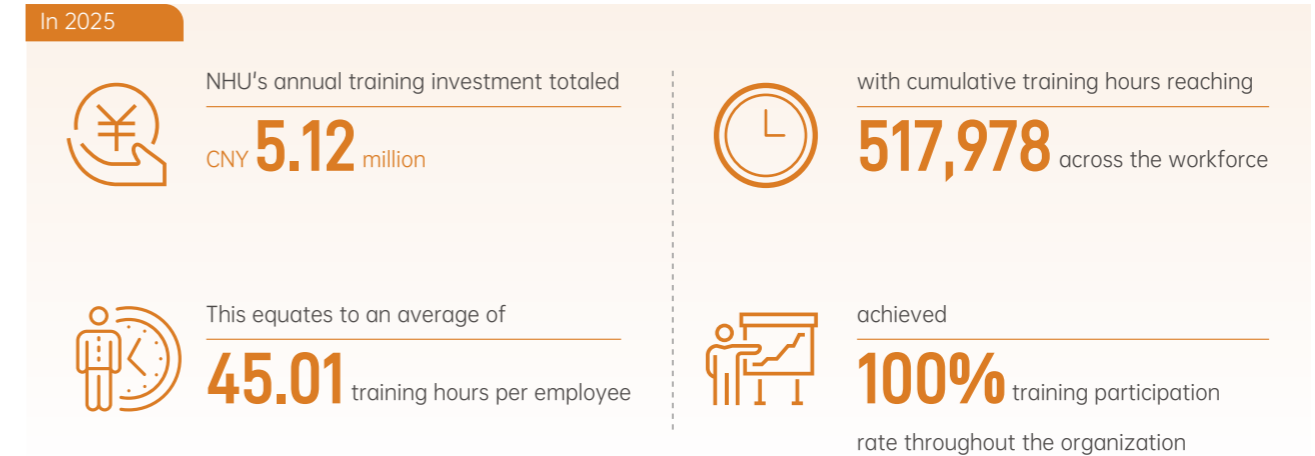 In 2025
NHU's annual training investment totaled
CNY 5.12 million
with cumulative training hours reaching
517,978 across the workforce
This equates to an average of
45.01 training hours per employee
achieved
100% training participation
rate throughout the organization